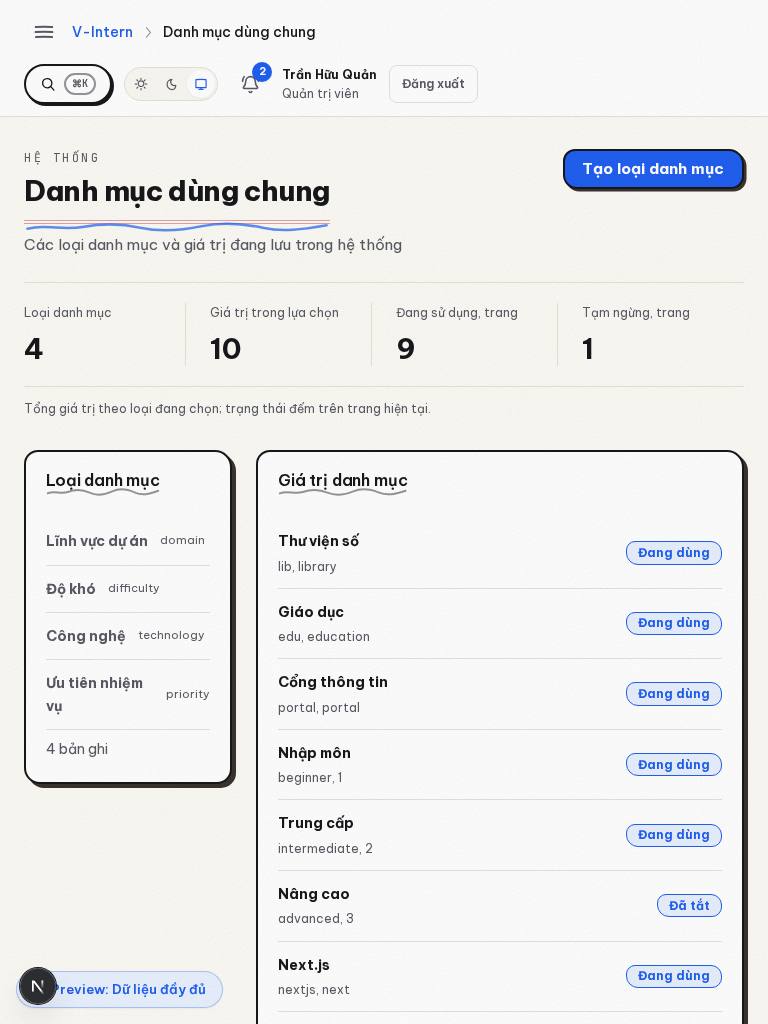 V-Intern > Danh mục dùng chung
⌘K
2
Trần Hữu Quản
Quản trị viên
Đăng xuất
HỆ THỐNG
Danh mục dùng chung
Tạo loại danh mục
Các loại danh mục và giá trị đang lưu trong hệ thống
Loại danh mục
4
Giá trị trong lựa chọn
10
Đang sử dụng, trang
9
Tạm ngừng, trang
1
Tổng giá trị theo loại đang chọn; trạng thái đếm trên trang hiện tại.
Loại danh mục
Lĩnh vực dự án domain
Độ khó difficulty
Công nghệ technology
Ưu tiên nhiệm vụ priority
4 bản ghi
Giá trị danh mục
Thư viện số
lib, library
Đang dùng
Giáo dục
edu, education
Đang dùng
Cổng thông tin
portal, portal
Đang dùng
Nhập môn
beginner, 1
Đang dùng
Trung cấp
intermediate, 2
Đang dùng
Nâng cao
advanced, 3
Đã tắt
Next.js
nextjs, next
Đang dùng
N
Preview: Dữ liệu đầy đủ